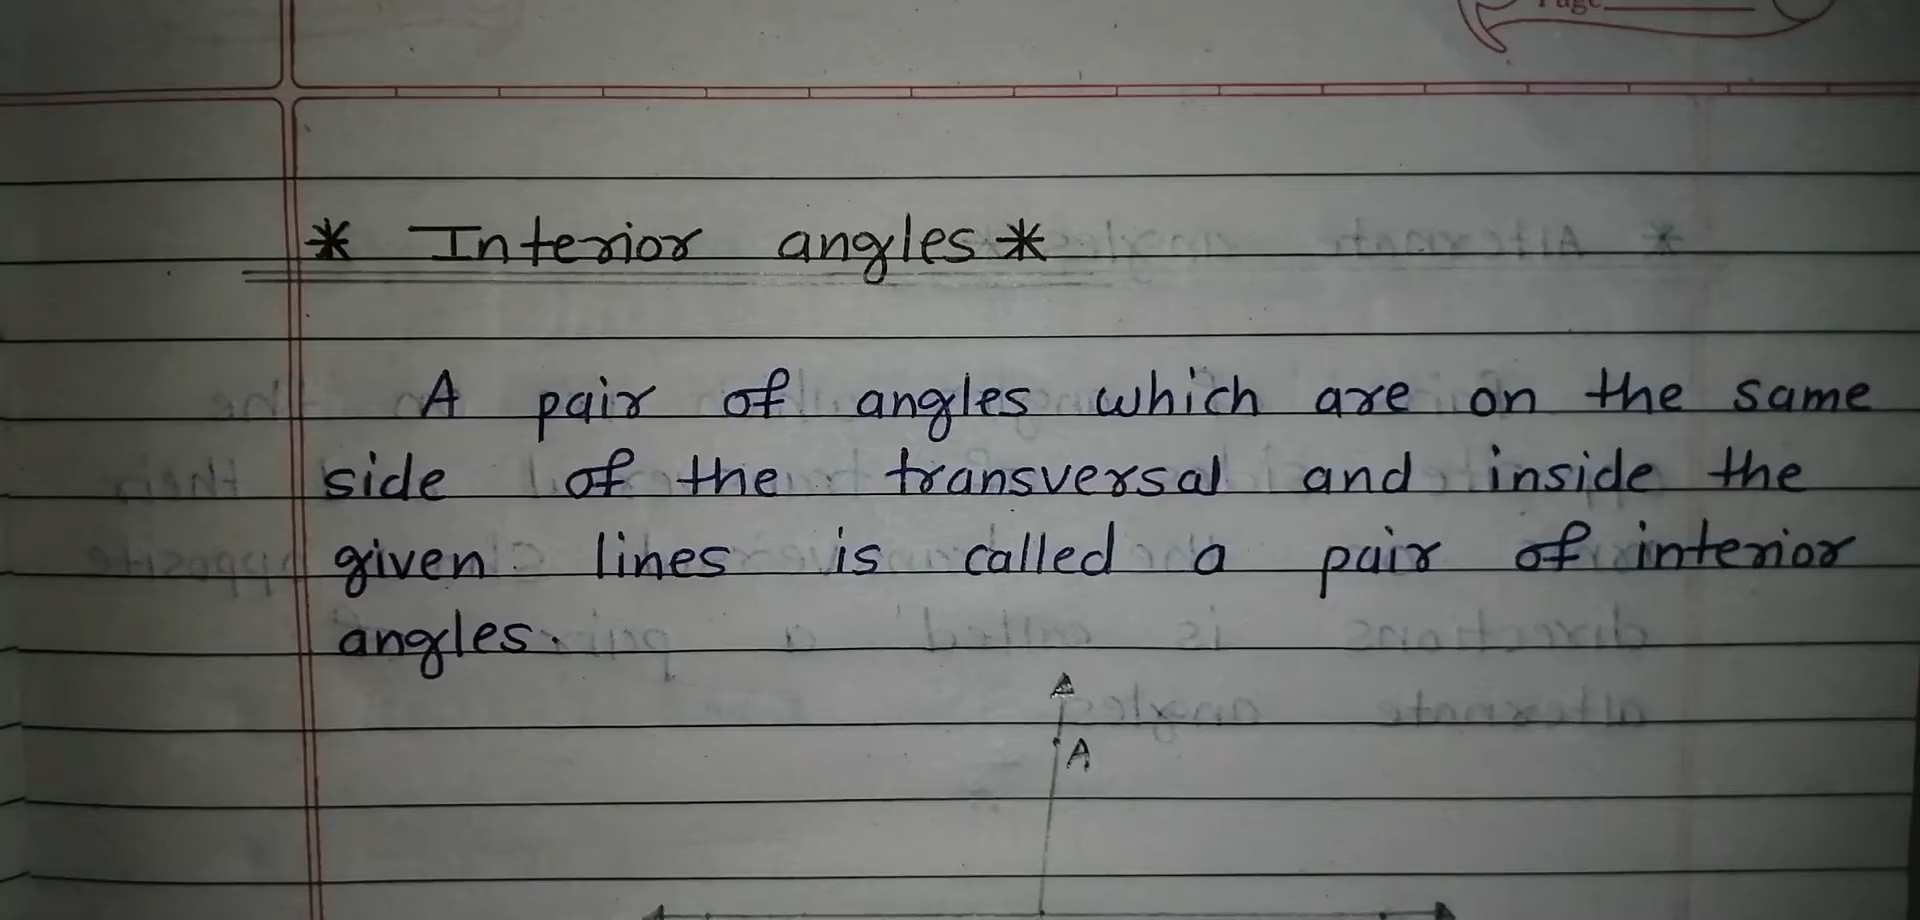 Page
* Interior angles *
A pair of angles which are on the same
side of the transversal and inside the
given lines is called a pair of interior
angles.
A